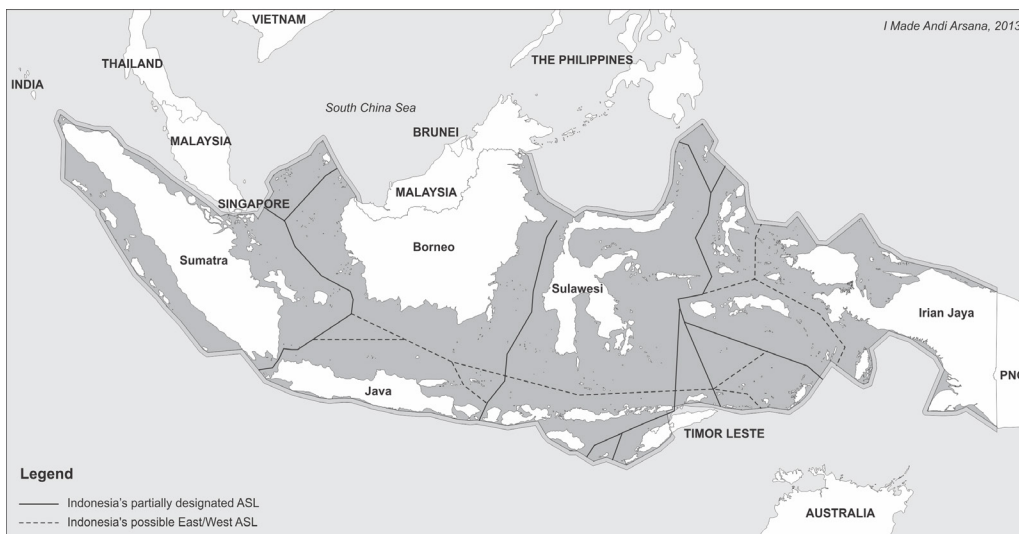 VIETNAM
I Made Andi Arsana, 2013
THAILAND
THE PHILIPPINES
INDIA
South China Sea
BRUNEI
MALAYSIA
MALAYSIA
SINGAPORE
Borneo
Sumatra
Sulawesi
Irian Jaya
PNG
Java
TIMOR LESTE
Legend
Indonesia's partially designated ASL
Indonesia's possible East/West ASL
AUSTRALIA